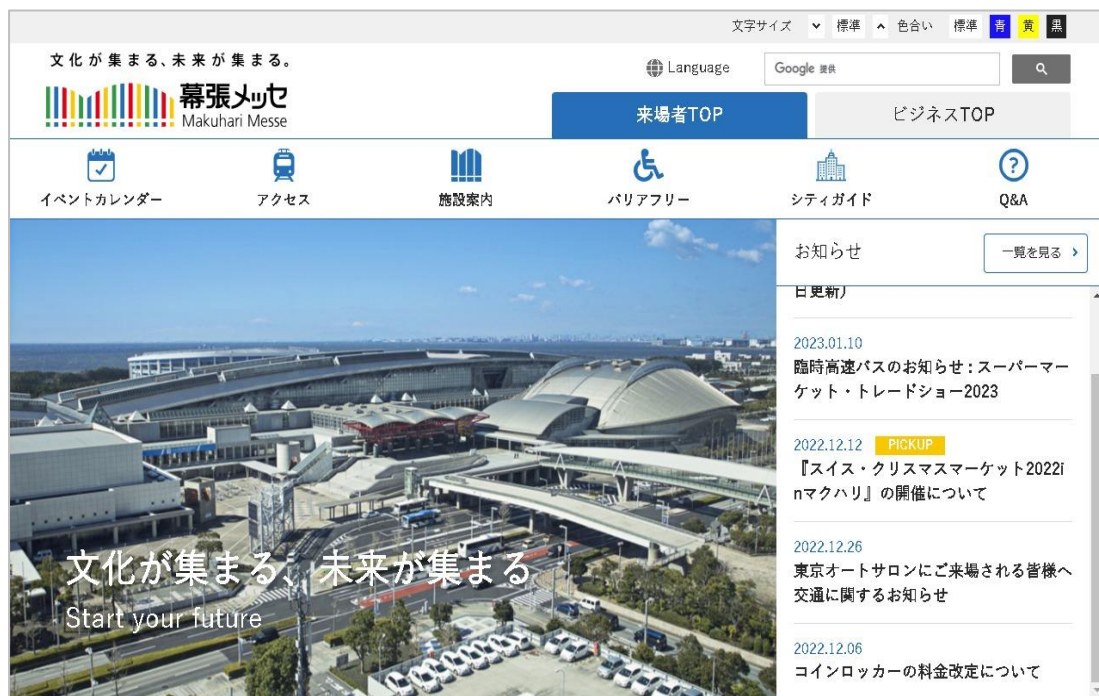 文字サイズ 標準 色合い 標準 青 黄 黒
文化が集まる、未来が集まる。
幕張メッセ
Makuhari Messe
Language
Google 提供
来場者TOP
ビジネスTOP
イベントカレンダー
アクセス
施設案内
バリアフリー
シティガイド
Q&A
お知らせ
一覧を見る
日更新）
2023.01.10
臨時高速バスのお知らせ：スーパーマー
ケット・トレードショー2023
2022.12.12 PICKUP
『スイス・クリスマスマーケット2022i
nマクハリ』の開催について
2022.12.26
東京オートサロンにご来場される皆様へ
交通に関するお知らせ
2022.12.06
コインロッカーの料金改定について
文化が集まる、未来が集まる
Start your future